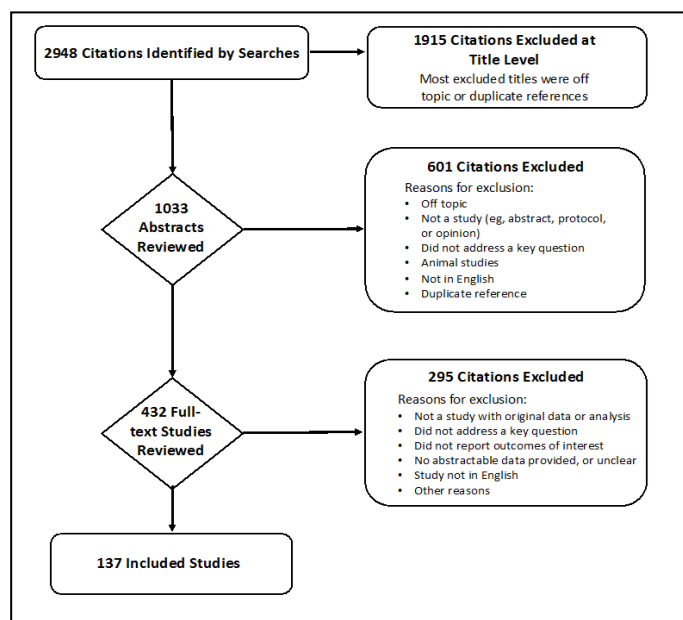 2948 Citations Identified by Searches
1915 Citations Excluded at
Title Level
Most excluded titles were off
topic or duplicate references
1033
Abstracts
Reviewed
601 Citations Excluded
Reasons for exclusion:
• Off topic
• Not a study (eg, abstract, protocol,
or opinion)
• Did not address a key question
• Animal studies
• Not in English
• Duplicate reference
432 Full-
text Studies
Reviewed
295 Citations Excluded
Reasons for exclusion:
• Not a study with original data or analysis
• Did not address a key question
• Did not report outcomes of interest
• No abstractable data provided, or unclear
• Study not in English
• Other reasons
137 Included Studies